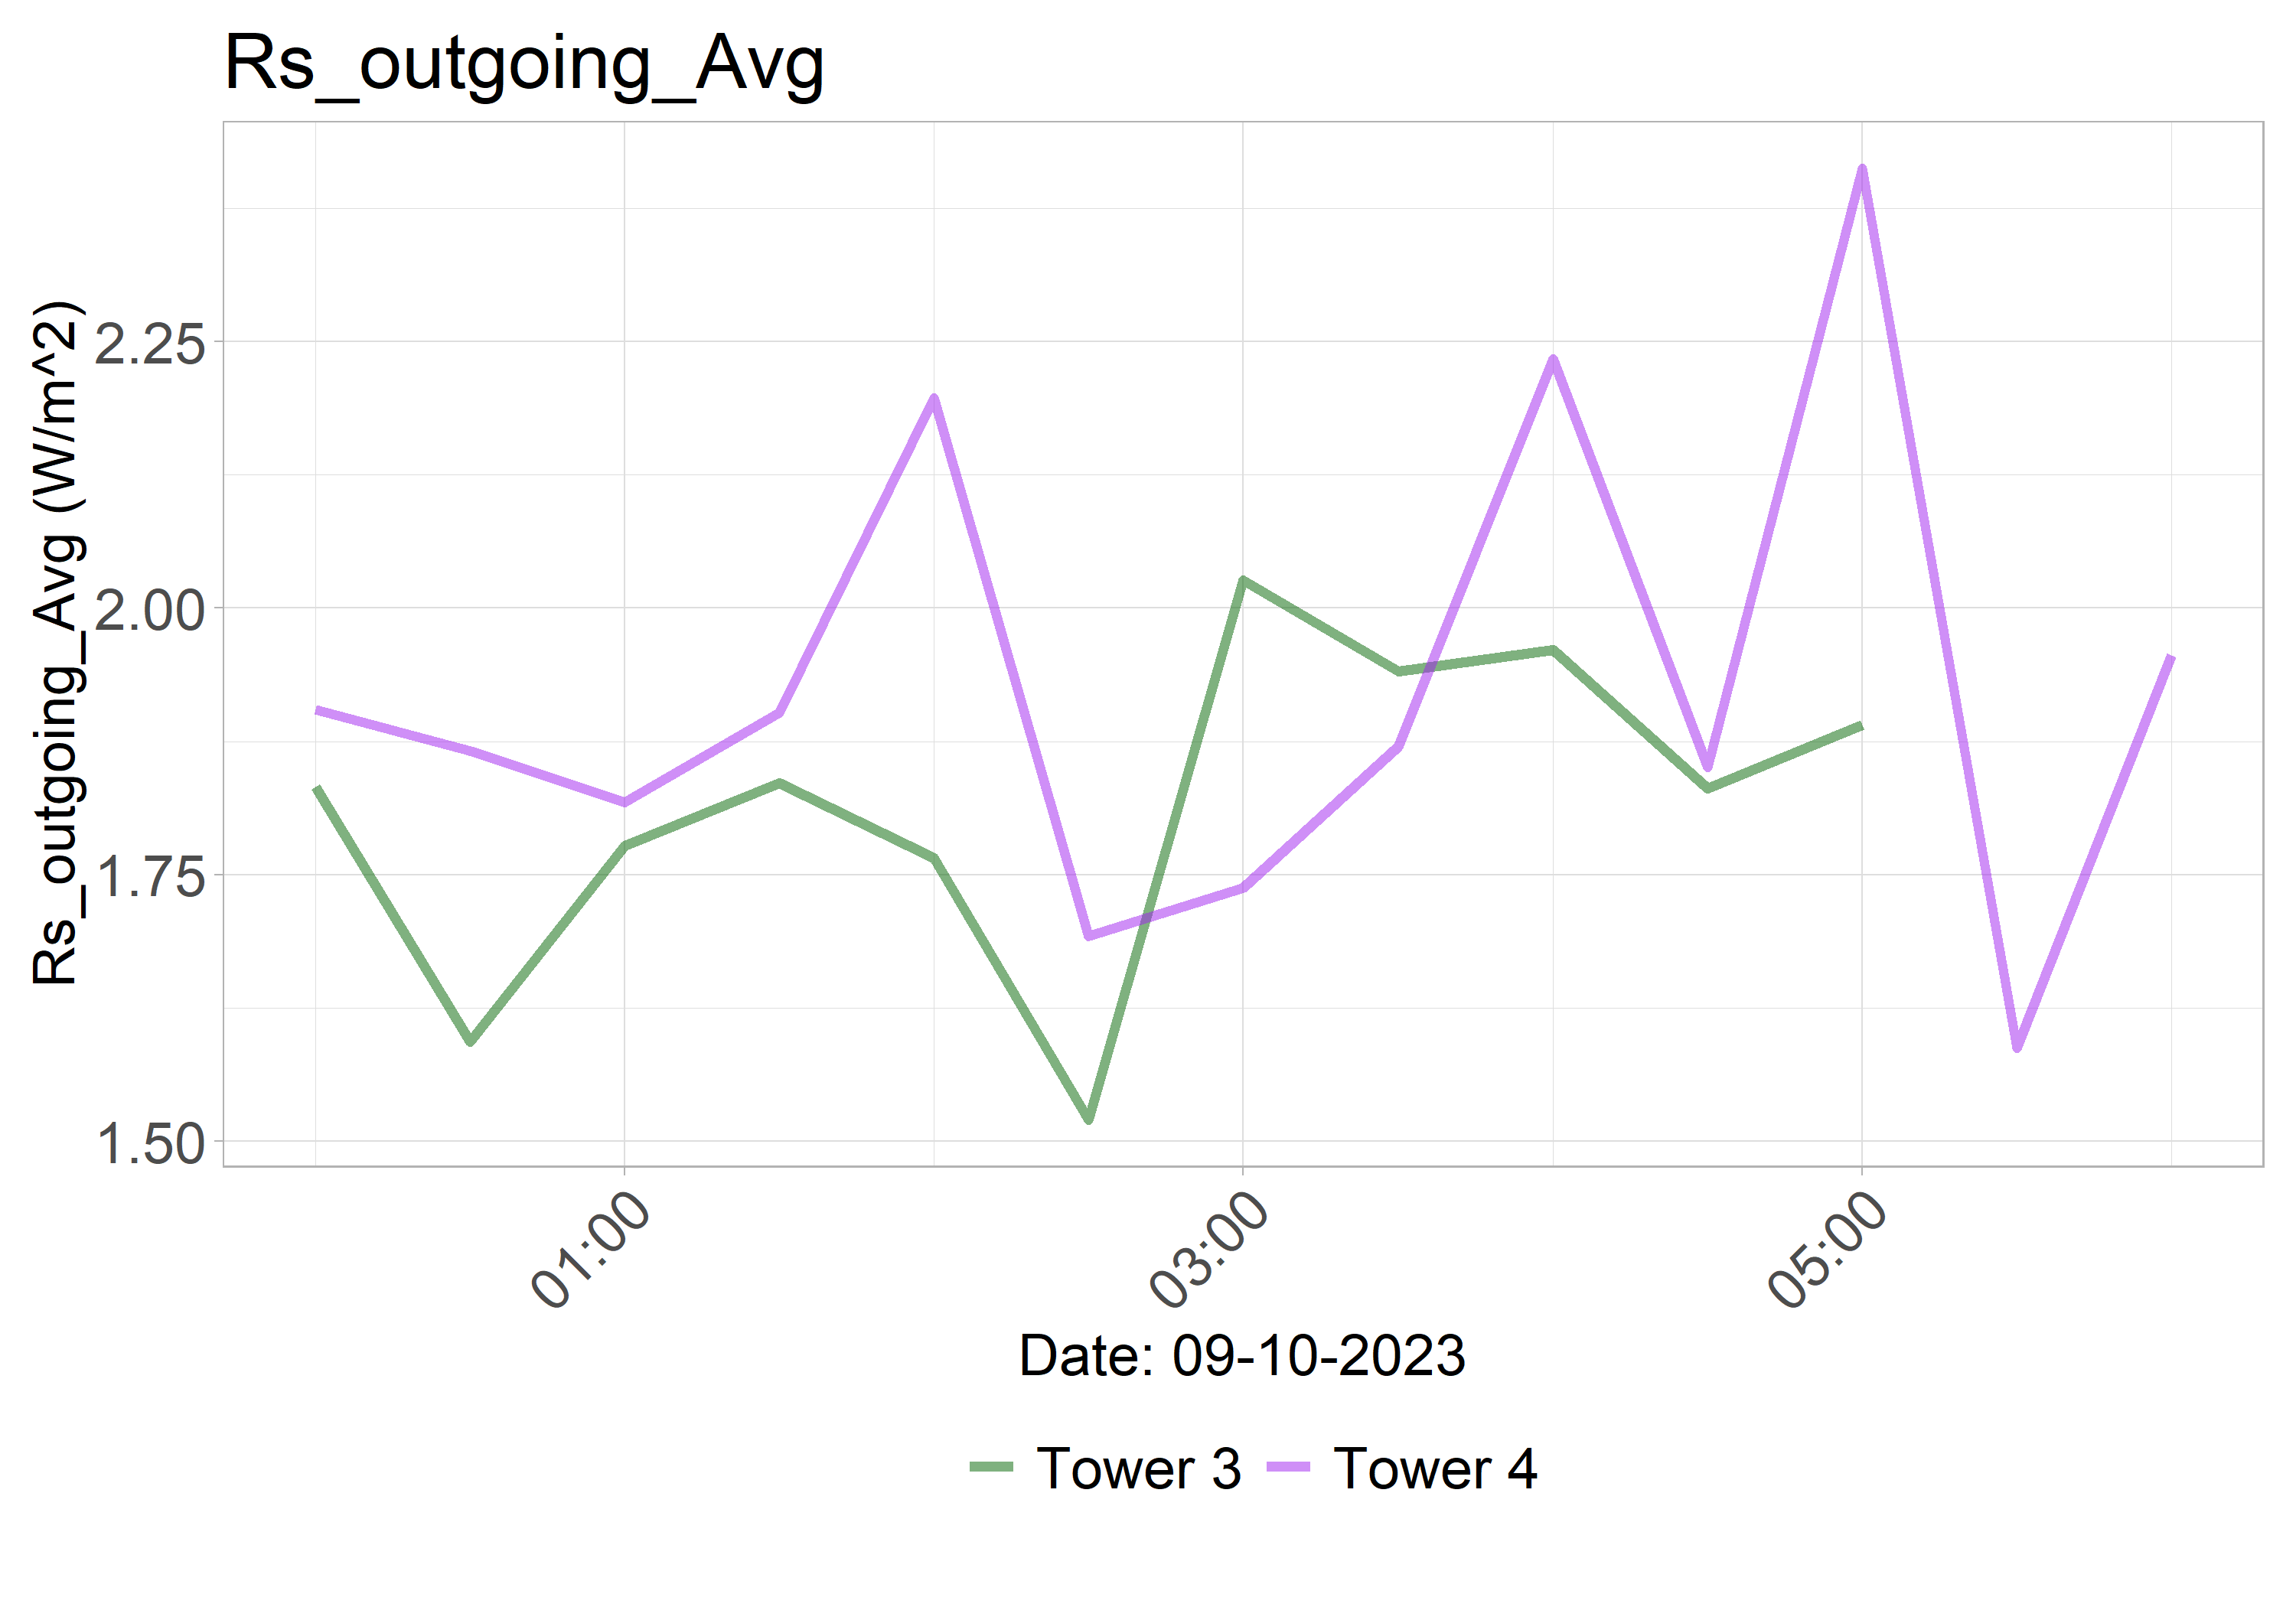 Rs_outgoing_Avg
Rs_outgoing_Avg (W/m^2)
2.25
2.00
1.75
1.50
01:00
03:00
05:00
Date: 09-10-2023
Tower 3
Tower 4